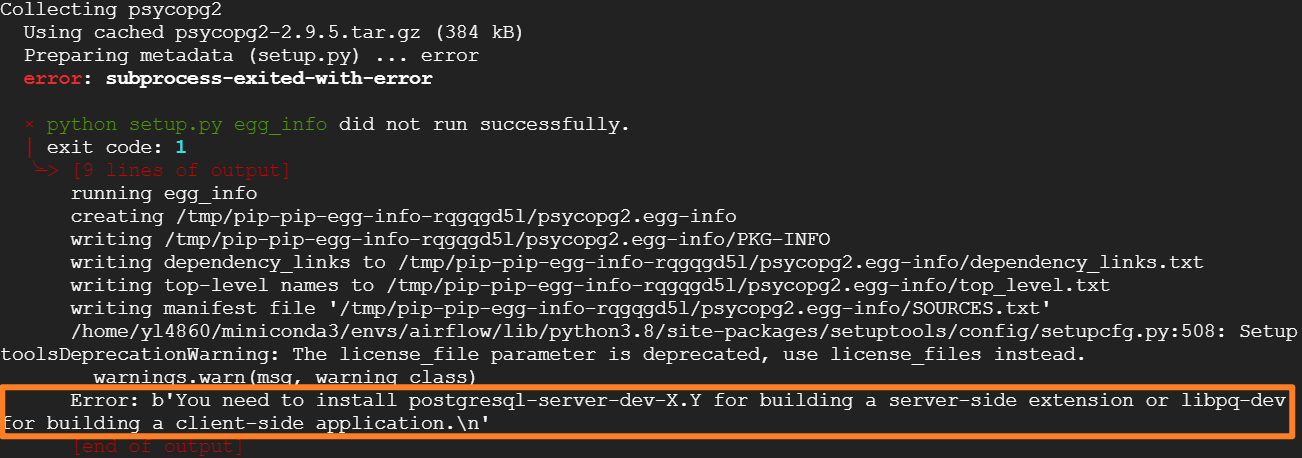 Collecting psycopg2
Using cached psycopg2-2.9.5.tar.gz (384 kB)
Preparing metadata (setup.py) ... error
error: subprocess-exited-with-error
× python setup.py egg_info did not run successfully.
│ exit code: 1
╰─> [9 lines of output]
running egg_info
creating /tmp/pip-pip-egg-info-rqgqgd5l/psycopg2.egg-info
writing /tmp/pip-pip-egg-info-rqgqgd5l/psycopg2.egg-info/PKG-INFO
writing dependency_links to /tmp/pip-pip-egg-info-rqgqgd5l/psycopg2.egg-info/dependency_links.txt
writing top-level names to /tmp/pip-pip-egg-info-rqgqgd5l/psycopg2.egg-info/top_level.txt
writing manifest file '/tmp/pip-pip-egg-info-rqgqgd5l/psycopg2.egg-info/SOURCES.txt'
/home/yl4860/miniconda3/envs/airflow/lib/python3.8/site-packages/setuptools/config/setupcfg.py:508: Setup
toolsDeprecationWarning: The license_file parameter is deprecated, use license_files instead.
warnings.warn(msg, warning_class)
Error: b'You need to install postgresql-server-dev-X.Y for building a server-side extension or libpq-dev
for building a client-side application.\n'
[end of output]